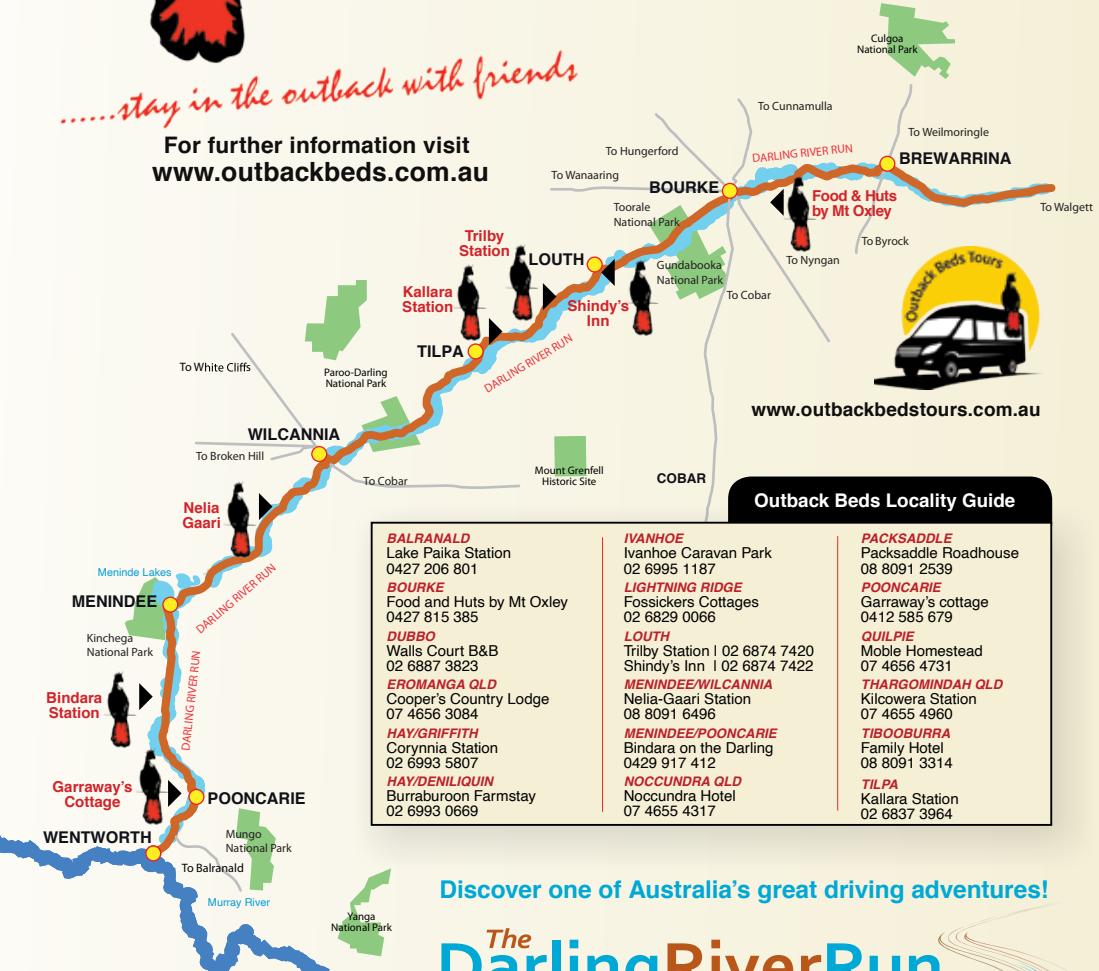 ......stay in the outback with friends
For further information visit
www.outbackbeds.com.au
Culgoa
National Park
To Cunnamulla
To Weilmoringle
To Hungerford
DARLING RIVER RUN
BREWARRINA
To Wanaaring
BOURKE
Food & Huts
by Mt Oxley
To Walgett
Toorale
National Park
To Byrock
To Nyngan
Trilby
Station
LOUTH
Gundabooka
National Park
To Cobar
Kallara
Station
Shindy's
Inn
Outback Beds Tours
TILPA
DARLING RIVER RUN
To White Cliffs
Paroo-Darling
National Park
www.outbackbedstours.com.au
WILCANNIA
To Broken Hill
To Cobar
Mount Grenfell
Historic Site
COBAR
Nelia
Gaari
Outback Beds Locality Guide
BALRANALD
Lake Paika Station
0427 206 801
BOURKE
Food and Huts by Mt Oxley
0427 815 385
DUBBO
Walls Court B&B
02 6887 3823
EROMANGA QLD
Cooper's Country Lodge
07 4656 3084
HAY/GRIFFITH
Corynnia Station
02 6993 5807
HAY/DENILIQUIN
Burraburoon Farmstay
02 6993 0669
IVANHOE
Ivanhoe Caravan Park
02 6995 1187
LIGHTNING RIDGE
Fossickers Cottages
02 6829 0066
LOUTH
Trilby Station | 02 6874 7420
Shindy's Inn | 02 6874 7422
MENINDEE/WILCANNIA
Nelia-Gaari Station
08 8091 6496
MENINDEE/POONCARIE
Bindara on the Darling
0429 917 412
NOCCUNDRA QLD
Noccundra Hotel
07 4655 4317
PACKSADDLE
Packsaddle Roadhouse
08 8091 2539
POONCARIE
Garraway's cottage
0412 585 679
QUILPIE
Moble Homestead
07 4656 4731
THARGOMINDAH QLD
Kilcowera Station
07 4655 4960
TIBOOBURRA
Family Hotel
08 8091 3314
TILPA
Kallara Station
02 6837 3964
Meninde Lakes
DARLING RIVER RUN
MENINDEE
Kinchega
National Park
DARLING RIVER RUN
Bindara
Station
Garraway's
Cottage
POONCARIE
WENTWORTH
Mungo
National Park
To Balranald
Murray River
Yanga
National Park
Discover one of Australia's great driving adventures!
The
DarlingRiverRun